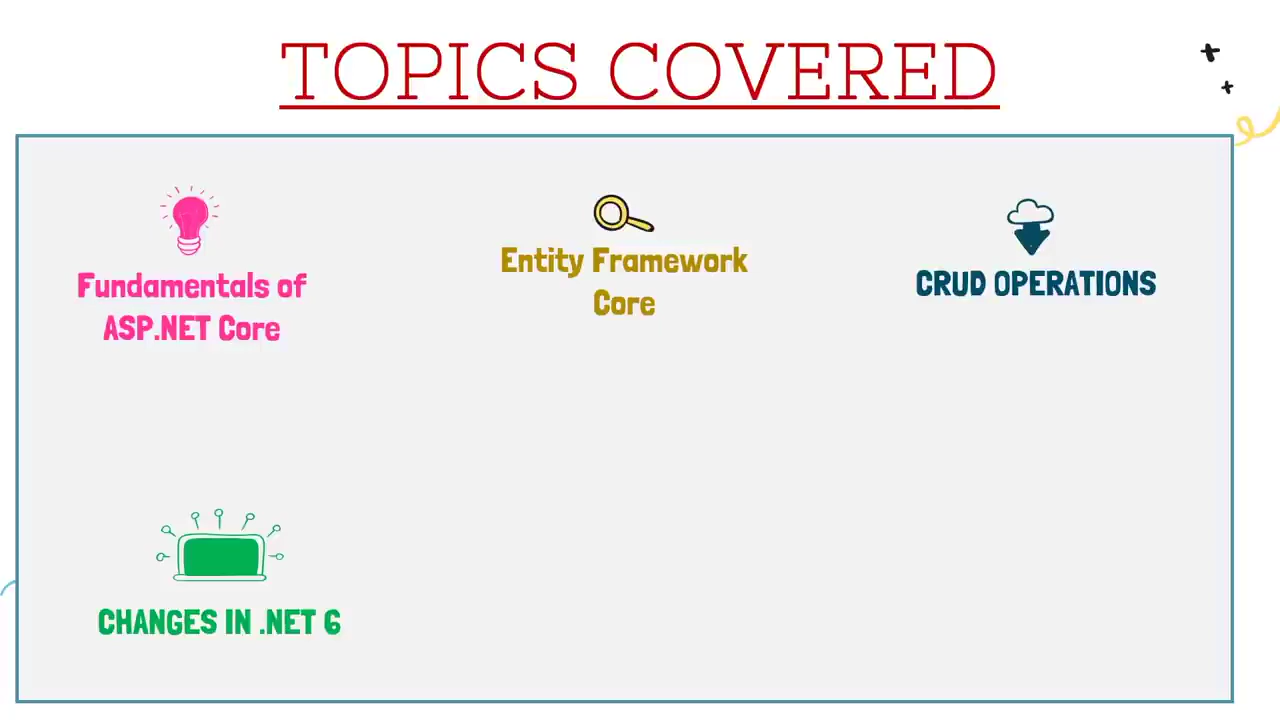 TOPICS COVERED
Fundamentals of
ASP.NET Core
Entity Framework
Core
CRUD OPERATIONS
CHANGES IN .NET 6